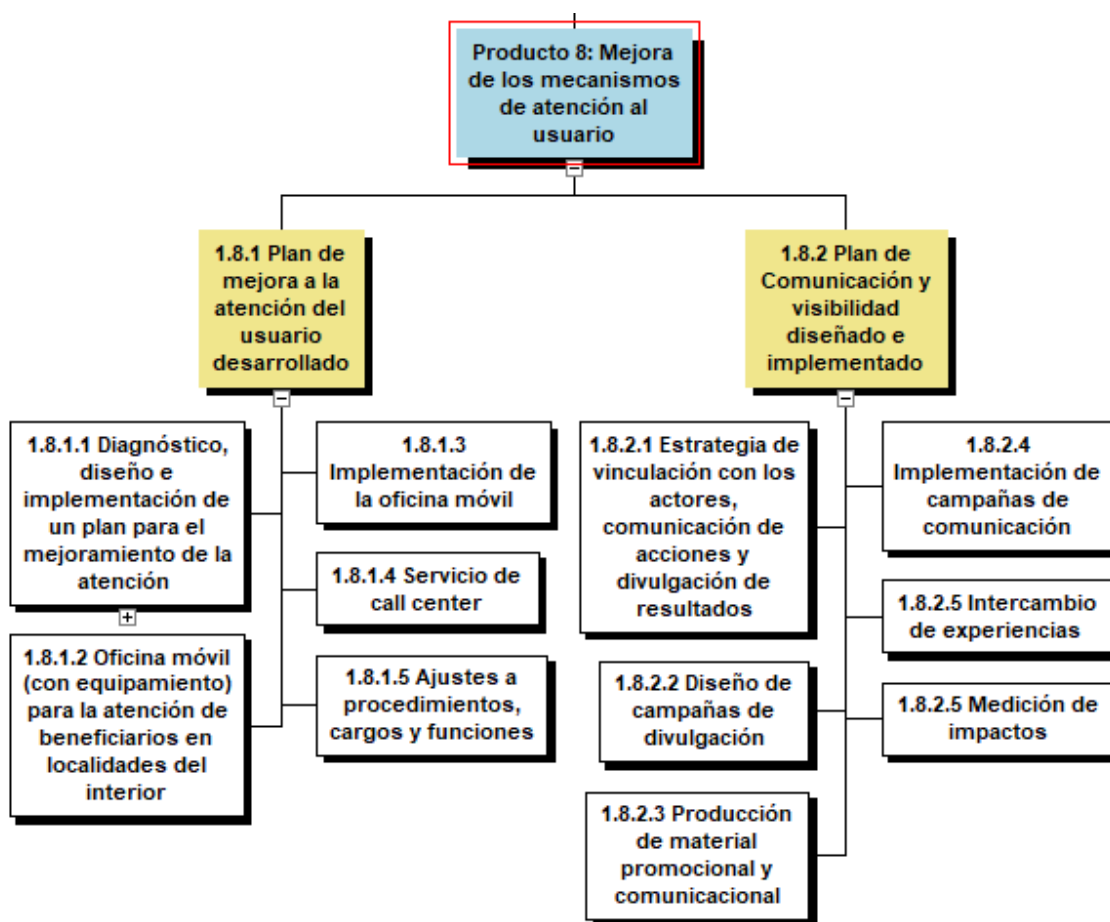 Producto 8: Mejora
de los mecanismos
de atención al
usuario
1.8.1 Plan de
mejora a la
atención del
usuario
desarrollado
1.8.2 Plan de
Comunicación y
visibilidad
diseñado e
implementado
1.8.1.1 Diagnóstico,
diseño e
implementación de
un plan para el
mejoramiento de la
atención
1.8.1.2 Oficina móvil
(con equipamiento)
para la atención de
beneficiarios en
localidades del
interior
1.8.1.3
Implementación de
la oficina móvil
1.8.1.4 Servicio de
call center
1.8.1.5 Ajustes a
procedimientos,
cargos y funciones
1.8.2.1 Estrategia de
vinculación con los
actores,
comunicación de
acciones y
divulgación de
resultados
1.8.2.2 Diseño de
campañas de
divulgación
1.8.2.3 Producción
de material
promocional y
comunicacional
1.8.2.4
Implementación de
campañas de
comunicación
1.8.2.5 Intercambio
de experiencias
1.8.2.5 Medición de
impactos